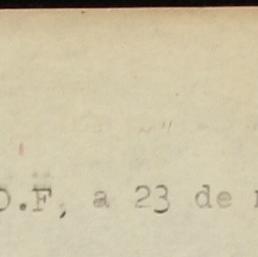 D.F, a 23 de